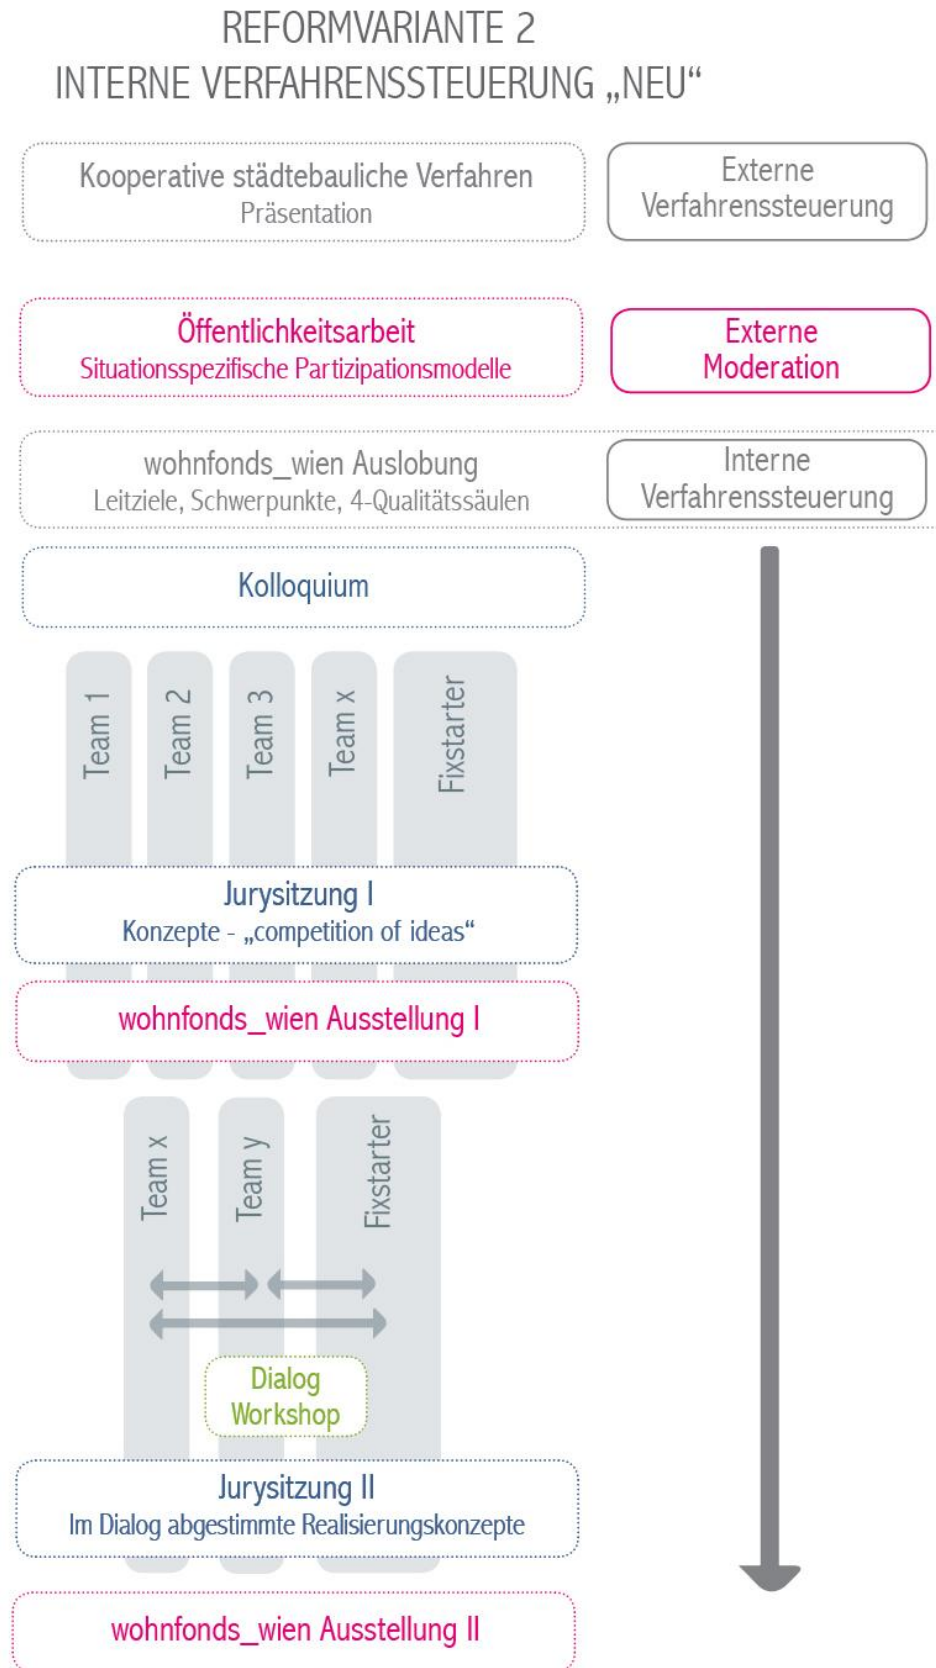 REFORMVARIANTE 2
INTERNE VERFAHRENSSTEUERUNG „NEU“
Kooperative städtebauliche Verfahren
Präsentation
Externe
Verfahrenssteuerung
Öffentlichkeitsarbeit
Situationsspezifische Partizipationsmodelle
Externe
Moderation
wohnfonds_wien Auslobung
Leitziele, Schwerpunkte, 4-Qualitätssäulen
Interne
Verfahrenssteuerung
Kolloquium
Team 1
Team 2
Team 3
Team x
Fixstarter
Jurysitzung I
Konzepte - „competition of ideas“
wohnfonds_wien Ausstellung I
Team x
Team y
Fixstarter
Dialog
Workshop
Jurysitzung II
Im Dialog abgestimmte Realisierungskonzepte
wohnfonds_wien Ausstellung II